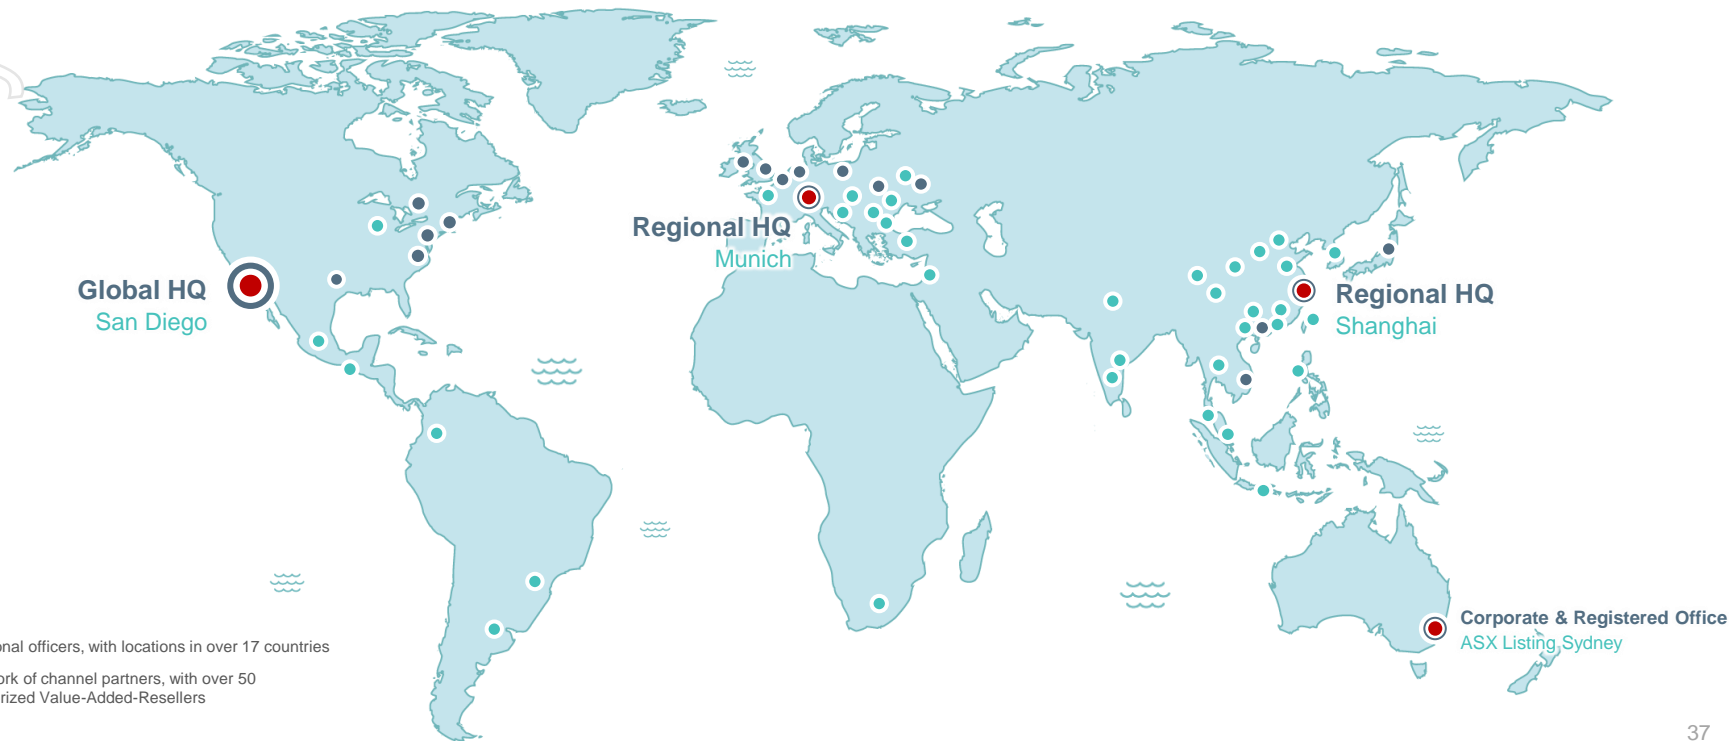 Regional HQ
Munich
Global HQ
San Diego
Regional HQ
Shanghai
Corporate & Registered Office
ASX Listing Sydney
onal officers, with locations in over 17 countries
ork of channel partners, with over 50
rized Value-Added-Resellers
37